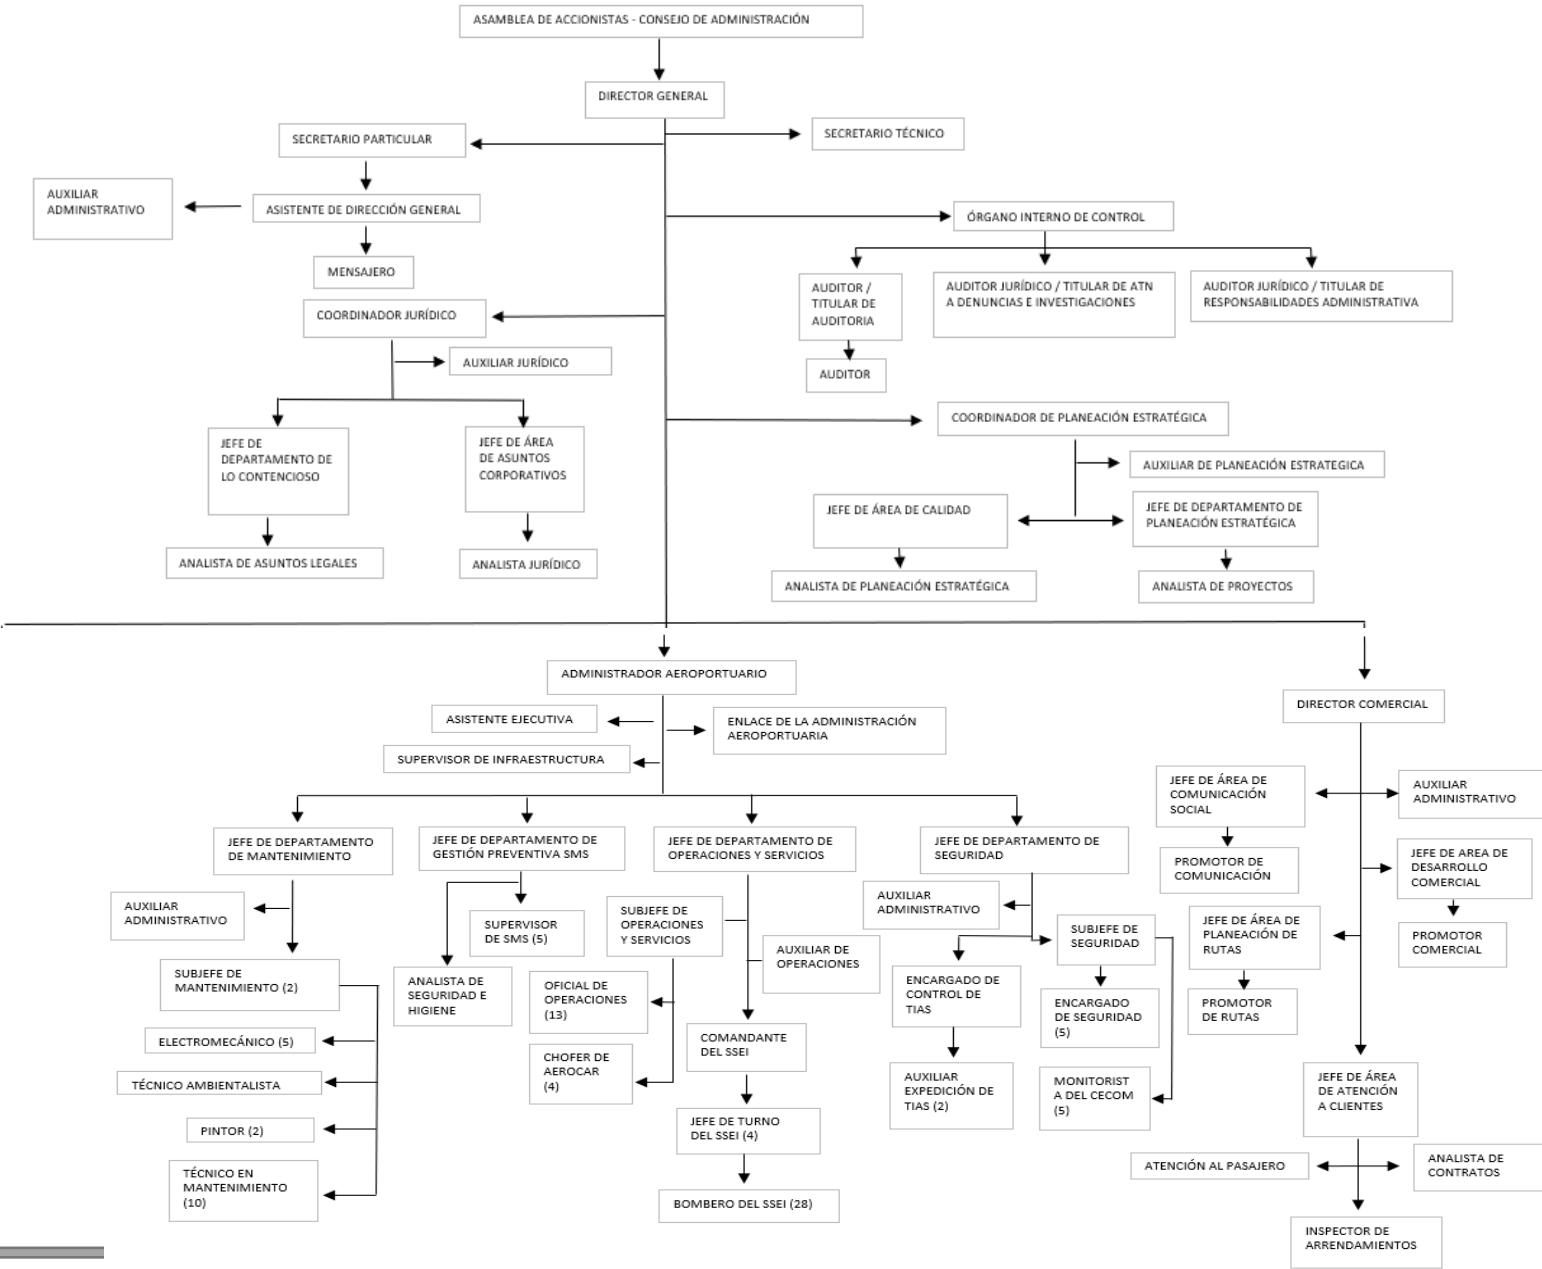 ASAMBLEA DE ACCIONISTAS - CONSEJO DE ADMINISTRACIÓN
DIRECTOR GENERAL
SECRETARIO PARTICULAR
SECRETARIO TÉCNICO
AUXILIAR
ADMINISTRATIVO
ASISTENTE DE DIRECCIÓN GENERAL
ÓRGANO INTERNO DE CONTROL
MENSAJERO
AUDITOR /
TITULAR DE
AUDITORIA
AUDITOR JURÍDICO / TITULAR DE ATN
A DENUNCIAS E INVESTIGACIONES
AUDITOR JURÍDICO / TITULAR DE
RESPONSABILIDADES ADMINISTRATIVA
COORDINADOR JURÍDICO
AUXILIAR JURÍDICO
AUDITOR
COORDINADOR DE PLANEACIÓN ESTRATÉGICA
JEFE DE
DEPARTAMENTO DE
LO CONTENCIOSO
JEFE DE ÁREA
DE ASUNTOS
CORPORATIVOS
AUXILIAR DE PLANEACIÓN ESTRATEGICA
JEFE DE ÁREA DE CALIDAD
JEFE DE DEPARTAMENTO DE
PLANEACIÓN ESTRATÉGICA
ANALISTA DE ASUNTOS LEGALES
ANALISTA JURÍDICO
ANALISTA DE PLANEACIÓN ESTRATÉGICA
ANALISTA DE PROYECTOS
ADMINISTRADOR AEROPORTUARIO
DIRECTOR COMERCIAL
ASISTENTE EJECUTIVA
ENLACE DE LA ADMINISTRACIÓN
AEROPORTUARIA
SUPERVISOR DE INFRAESTRUCTURA
JEFE DE ÁREA DE
COMUNICACIÓN
SOCIAL
AUXILIAR
ADMINISTRATIVO
JEFE DE DEPARTAMENTO
DE MANTENIMIENTO
JEFE DE DEPARTAMENTO DE
GESTIÓN PREVENTIVA SMS
JEFE DE DEPARTAMENTO DE
OPERACIONES Y SERVICIOS
JEFE DE DEPARTAMENTO DE
SEGURIDAD
PROMOTOR DE
COMUNICACIÓN
JEFE DE AREA DE
DESARROLLO
COMERCIAL
AUXILIAR
ADMINISTRATIVO
SUPERVISOR
DE SMS (5)
SUBJEFE DE
OPERACIONES
Y SERVICIOS
AUXILIAR
ADMINISTRATIVO
SUBJEFE DE
SEGURIDAD
JEFE DE ÁREA DE
PLANEACIÓN DE
RUTAS
PROMOTOR
COMERCIAL
AUXILIAR DE
OPERACIONES
SUBJEFE DE
MANTENIMIENTO (2)
ANALISTA DE
SEGURIDAD E
HIGIENE
OFICIAL DE
OPERACIONES
(13)
ENCARGADO DE
CONTROL DE
TIAS
ENCARGADO
DE SEGURIDAD
(5)
PROMOTOR
DE RUTAS
ELECTROMECÁNICO (5)
COMANDANTE
DEL SSEI
CHOFER DE
AEROCAR
(4)
TÉCNICO AMBIENTALISTA
AUXILIAR
EXPEDICIÓN DE
TIAS (2)
MONITORIST
A DEL CECOM
(5)
JEFE DE ÁREA
DE ATENCIÓN
A CLIENTES
PINTOR (2)
JEFE DE TURNO
DEL SSEI (4)
ATENCIÓN AL PASAJERO
ANALISTA DE
CONTRATOS
TÉCNICO EN
MANTENIMIENTO
(10)
BOMBERO DEL SSEI (28)
INSPECTOR DE
ARRENDAMIENTOS